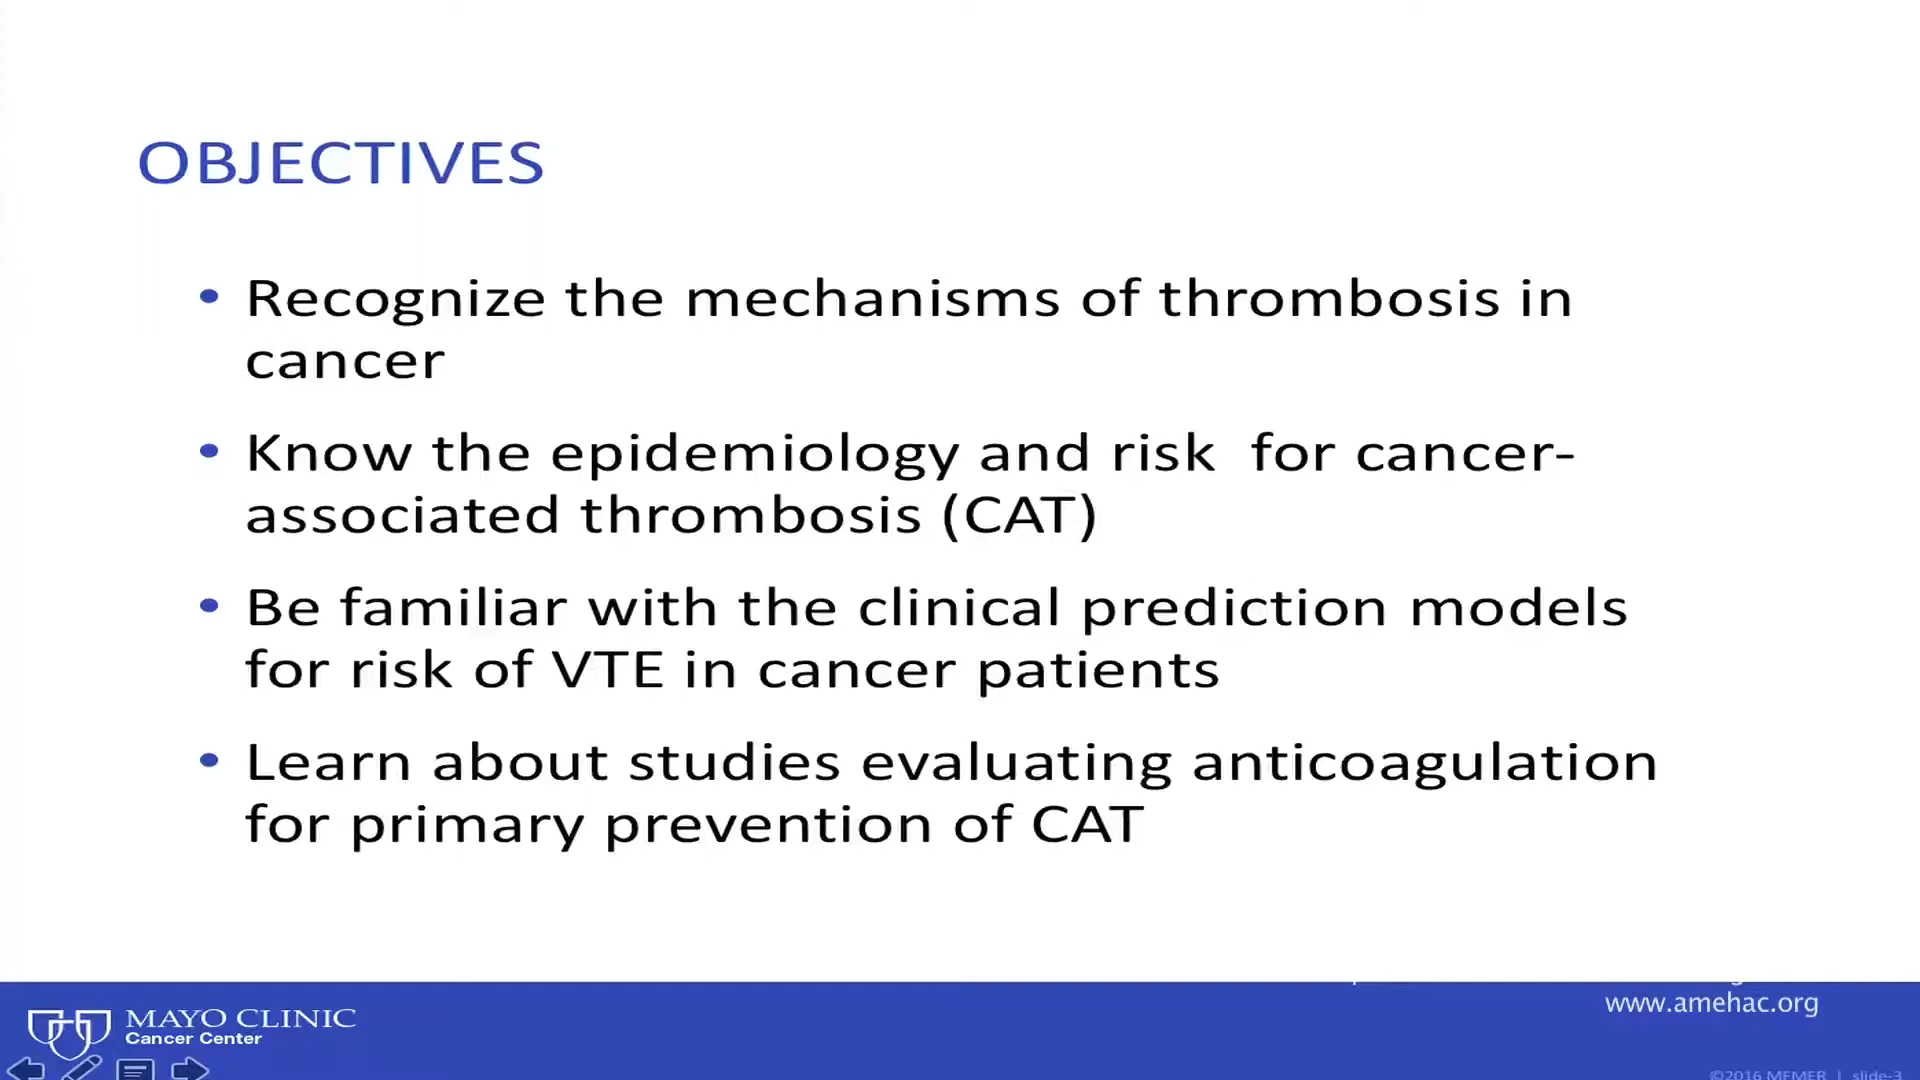 OBJECTIVES
• Recognize the mechanisms of thrombosis in
cancer
• Know the epidemiology and risk  for cancer-
associated thrombosis (CAT)
• Be familiar with the clinical prediction models
for risk of VTE in cancer patients
• Learn about studies evaluating anticoagulation
for primary prevention of CAT
www.amehac.org
MAYO CLINIC
Cancer Center
©2016 MFMER | slide-3